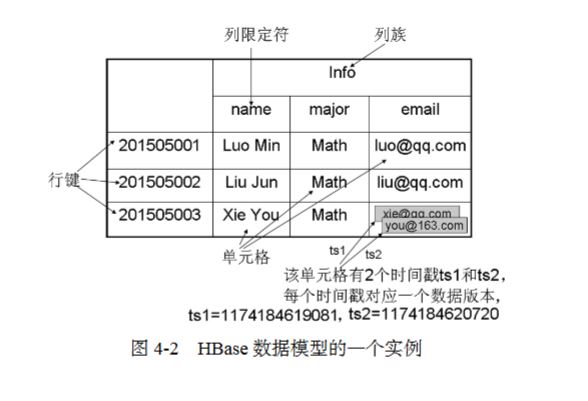 列限定符 列族
Info
name major email
201505001 Luo Min Math luo@qq.com
行键 201505002 Liu Jun Math liu@qq.com
201505003 Xie You Math xie@qq.com
you@163.com
单元格 ts1 ts2
该单元格有2个时间戳ts1和ts2，
每个时间戳对应一个数据版本，
ts1=1174184619081, ts2=1174184620720
图 4-2 HBase 数据模型的一个实例